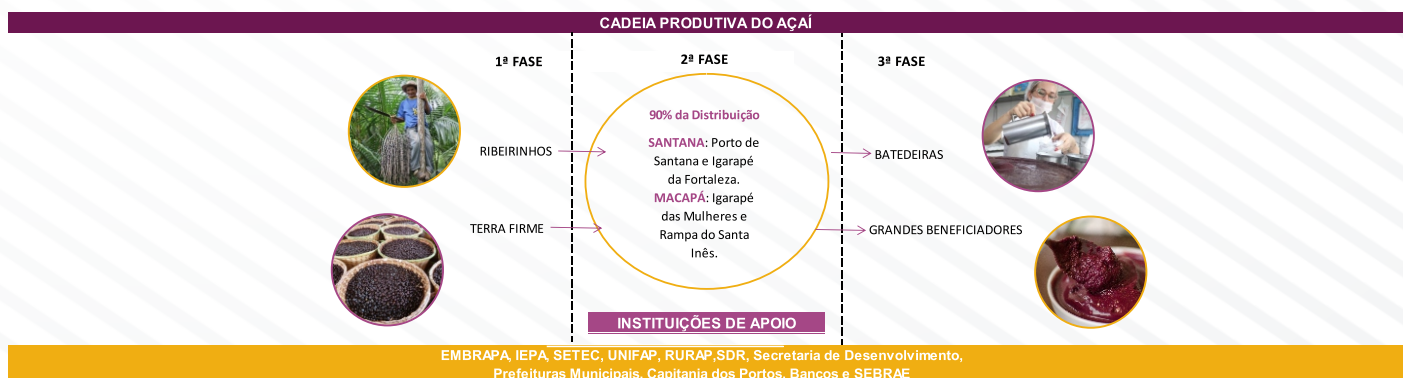 CADEIA PRODUTIVA DO AÇAÍ
1ª FASE
2ª FASE
3ª FASE
RIBEIRINHOS
TERRA FIRME
90% da Distribuição
SANTANA: Porto de
Santana e Igarapé
da Fortaleza.
MACAPÁ: Igarapé
das Mulheres e
Rampa do Santa
Inês.
BATEDEIRAS
GRANDES BENEFICIADORES
INSTITUIÇÕES DE APOIO
EMBRAPA, IEPA, SETEC, UNIFAP, RURAP,SDR, Secretaria de Desenvolvimento,
Prefeituras Municipais, Capitania dos Portos, Bancos e SEBRAE